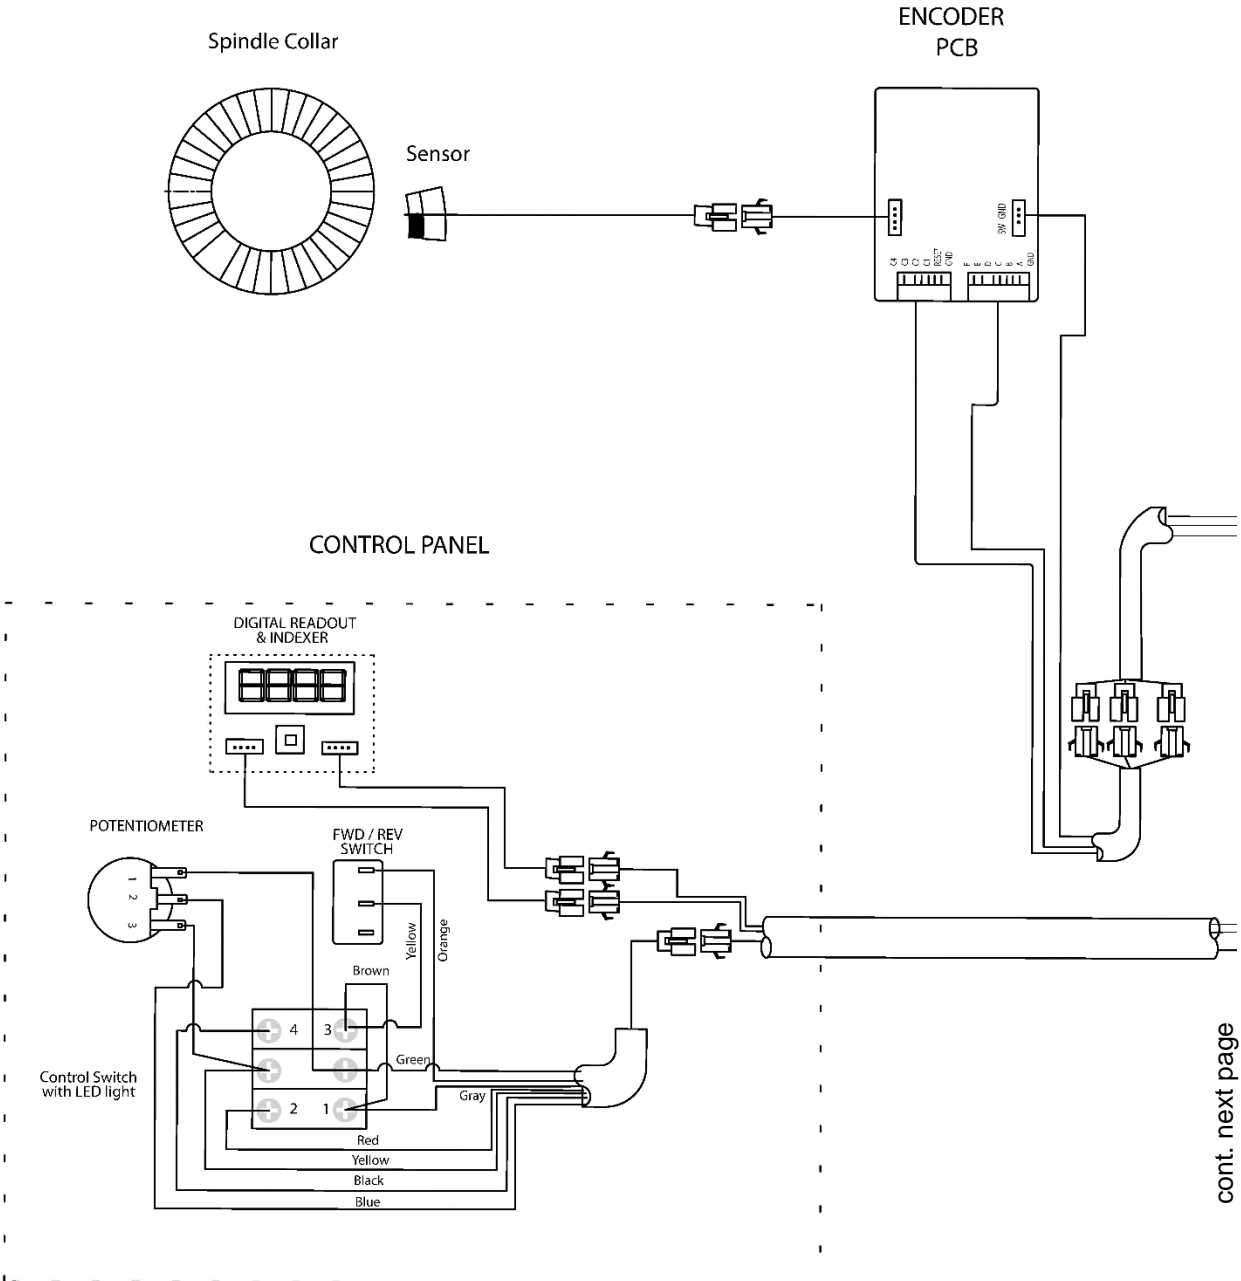 ENCODER
PCB
Spindle Collar
Sensor
SW GND
C4
C3
C2
C1
RESET
GND
F
E
D
C
B
A
GND
CONTROL PANEL
DIGITAL READOUT
& INDEXER
POTENTIOMETER
FWD / REV
SWITCH
1
2
3
Yellow
Orange
Brown
4 3
Green
Control Switch
with LED light
2 1
Gray
Red
Yellow
Black
Blue
cont. next page